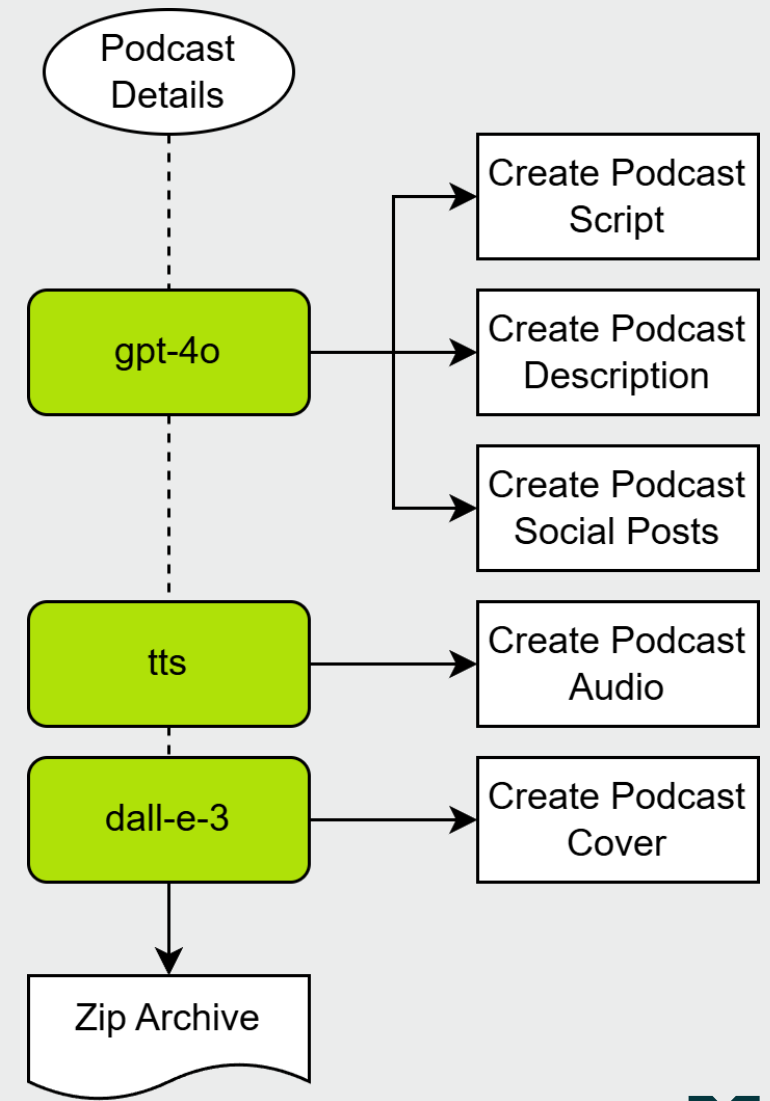 Podcast
Details
Create Podcast
Script
gpt-4o
Create Podcast
Description
Create Podcast
Social Posts
tts
Create Podcast
Audio
dall-e-3
Create Podcast
Cover
Zip Archive